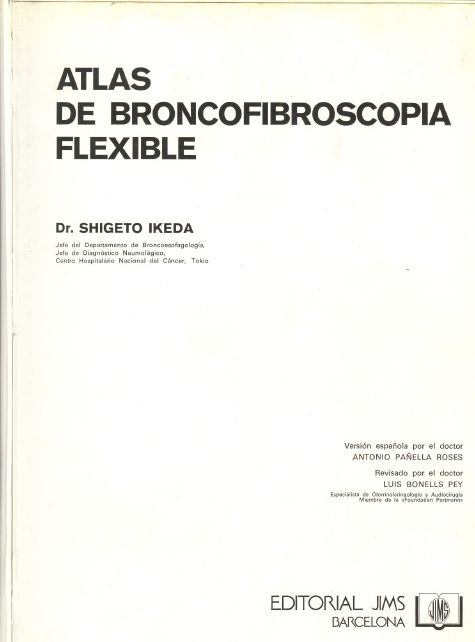 ATLAS
DE BRONCOFIBROSCOPIA
FLEXIBLE
Dr. SHIGETO IKEDA
Jefe del Departamento de Broncoesofagología,
Jefe de Diagnóstico Neumológico,
Centro Hospitalario Nacional del Cáncer, Tokio
Versión española por el doctor
ANTONIO PAÑELLA ROSES
Revisado por el doctor
LUIS BONELLS PEY
Especialista de Otorrinolaringología y Audiocirugía
Miembro de la «Foundation Portmann»
EDITORIAL JIMS
BARCELONA
JIMS